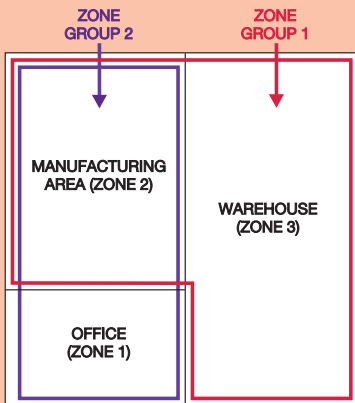 ZONE
GROUP 2
ZONE
GROUP 1
MANUFACTURING
AREA (ZONE 2)
WAREHOUSE
(ZONE 3)
OFFICE
(ZONE 1)